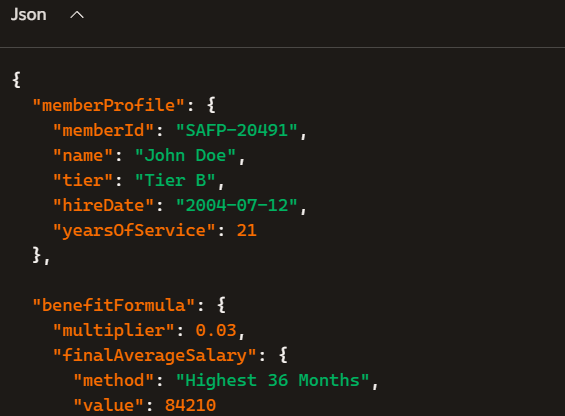 Json
{
"memberProfile": {
"memberId": "SAFP-20491",
"name": "John Doe",
"tier": "Tier B",
"hireDate": "2004-07-12",
"yearsOfService": 21
},
"benefitFormula": {
"multiplier": 0.03,
"finalAverageSalary": {
"method": "Highest 36 Months",
"value": 84210